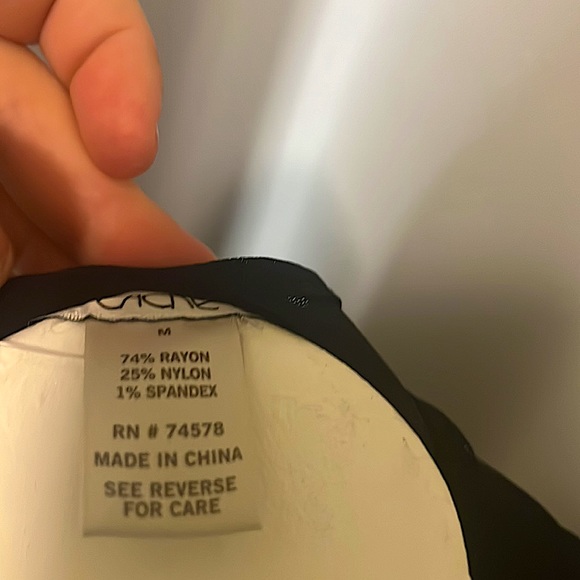 M
74% RAYON
25% NYLON
1% SPANDEX
RN # 74578
MADE IN CHINA
SEE REVERSE
FOR CARE